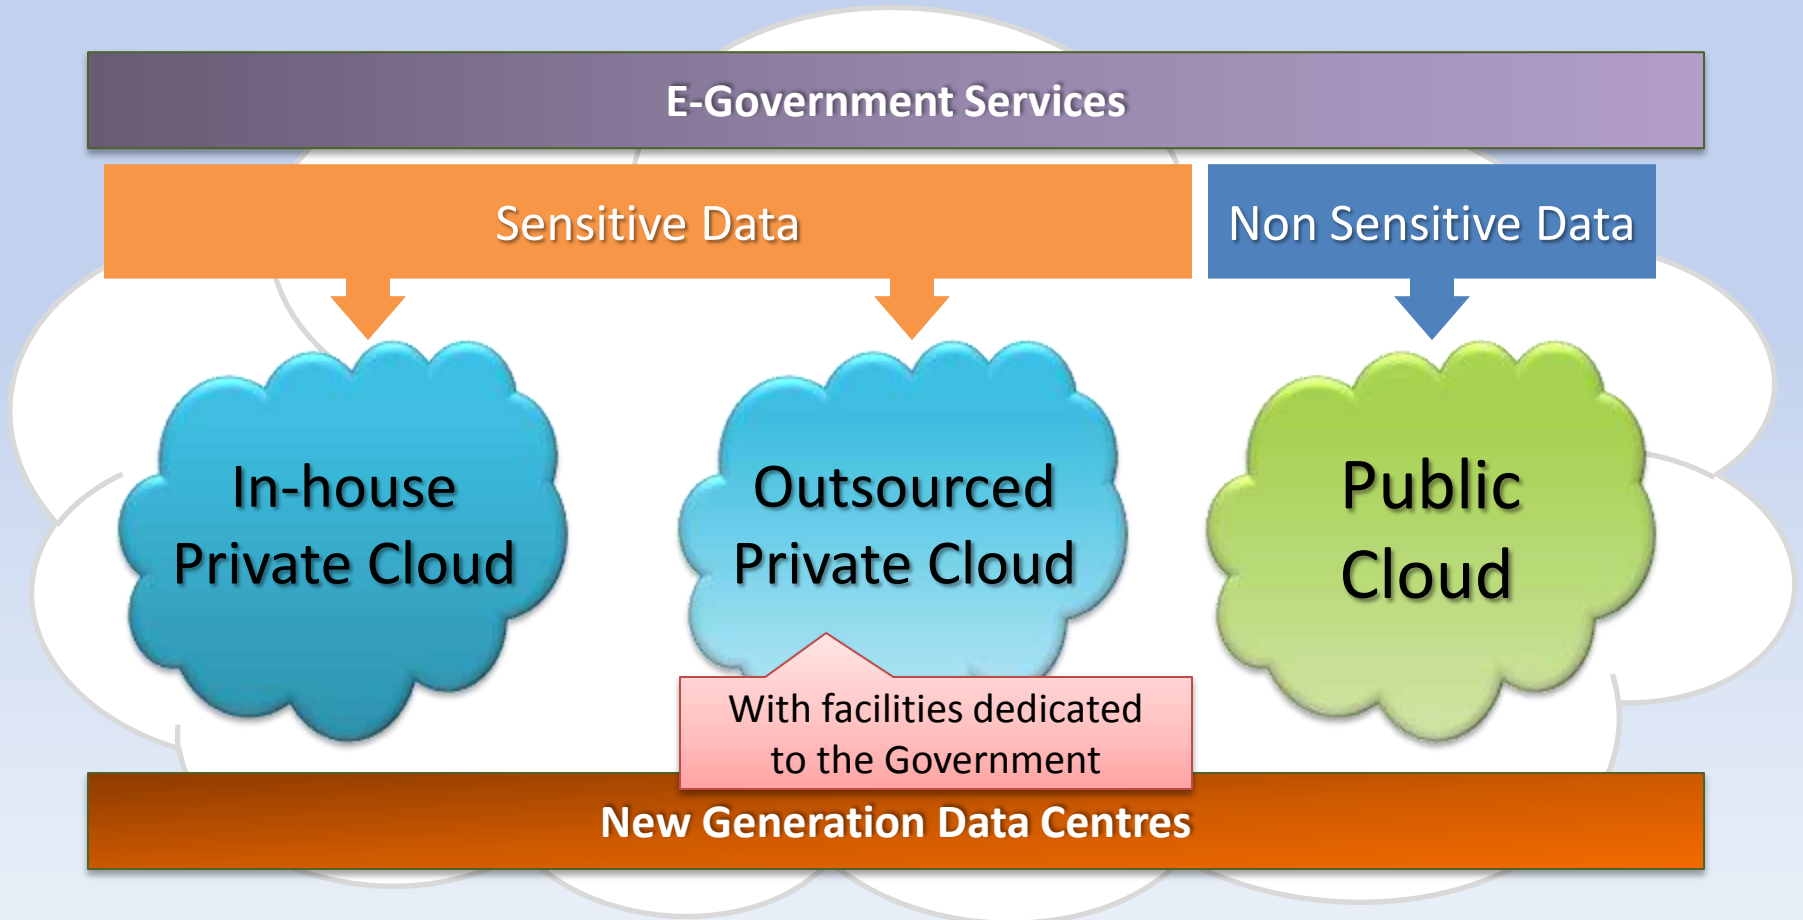 E-Government Services
Sensitive Data
Non Sensitive Data
In-house
Private Cloud
Outsourced
Private Cloud
Public
Cloud
With facilities dedicated
to the Government
New Generation Data Centres